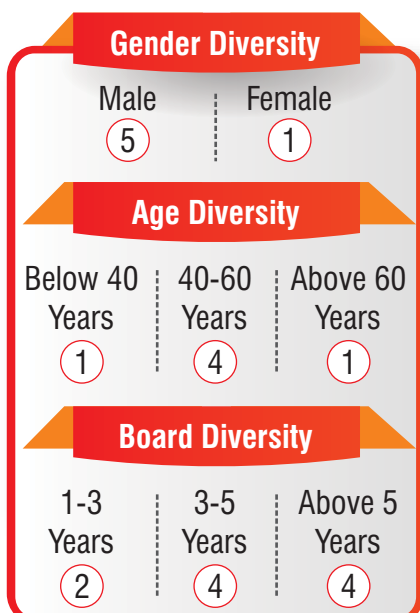 Gender Diversity
Male Female
5 1
Age Diversity
Below 40 40-60 Above 60
Years Years Years
1 4 1
Board Diversity
1-3 3-5 Above 5
Years Years Years
2 4 4